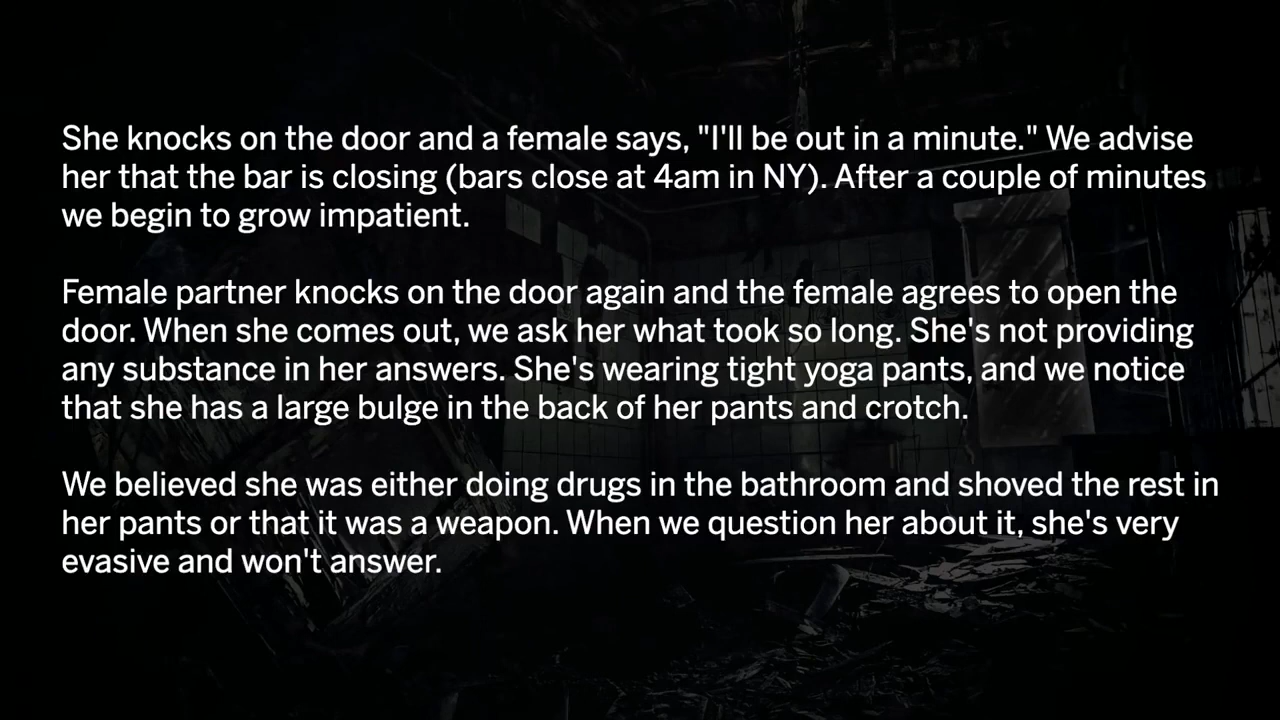 She knocks on the door and a female says, "I'll be out in a minute." We advise
her that the bar is closing (bars close at 4am in NY). After a couple of minutes
we begin to grow impatient.
Female partner knocks on the door again and the female agrees to open the
door. When she comes out, we ask her what took so long. She's not providing
any substance in her answers. She's wearing tight yoga pants, and we notice
that she has a large bulge in the back of her pants and crotch.
We believed she was either doing drugs in the bathroom and shoved the rest in
her pants or that it was a weapon. When we question her about it, she's very
evasive and won't answer.